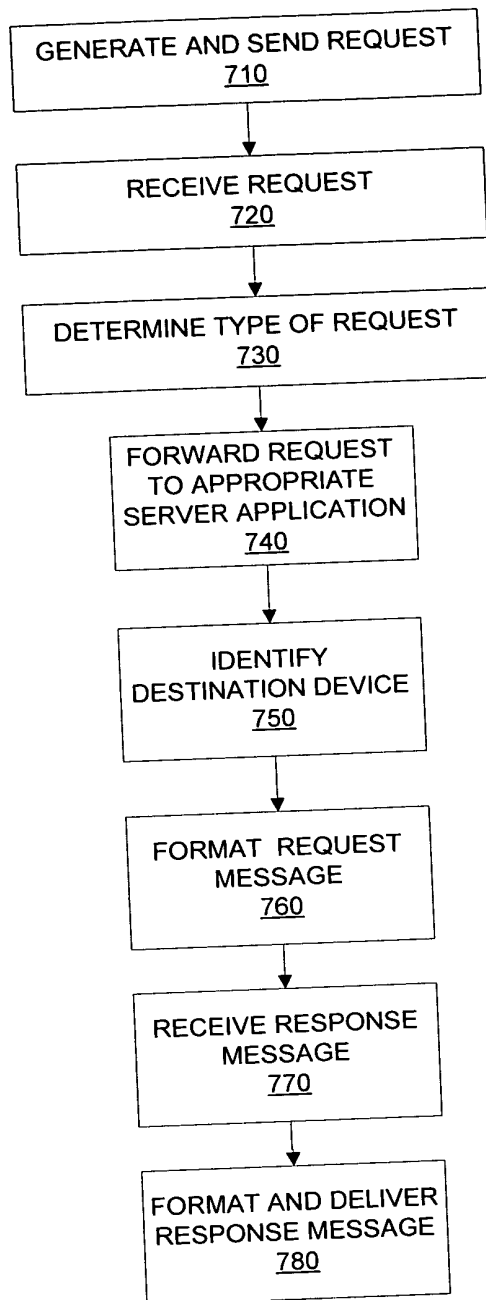 GENERATE AND SEND REQUEST
710
RECEIVE REQUEST
720
DETERMINE TYPE OF REQUEST
730
FORWARD REQUEST
TO APPROPRIATE
SERVER APPLICATION
740
IDENTIFY
DESTINATION DEVICE
750
FORMAT REQUEST
MESSAGE
760
RECEIVE RESPONSE
MESSAGE
770
FORMAT AND DELIVER
RESPONSE MESSAGE
780